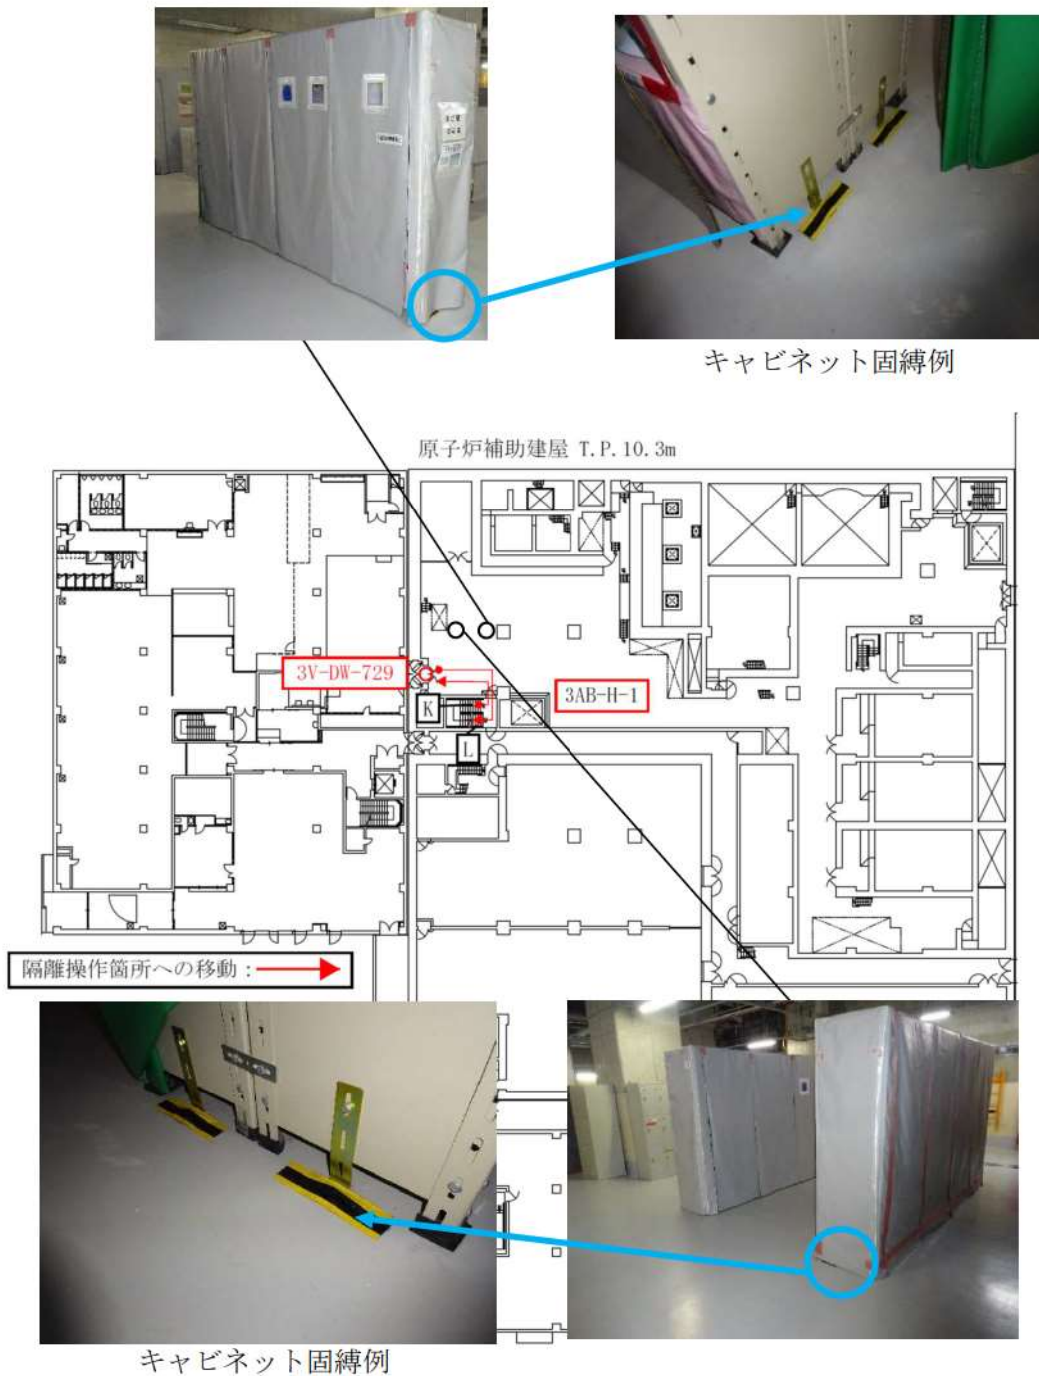 キャビネット固縛例
原子炉補助建屋 T.P.10.3m
3V-DW-729
3AB-H-1
K
L
隔離操作箇所への移動：
キャビネット固縛例